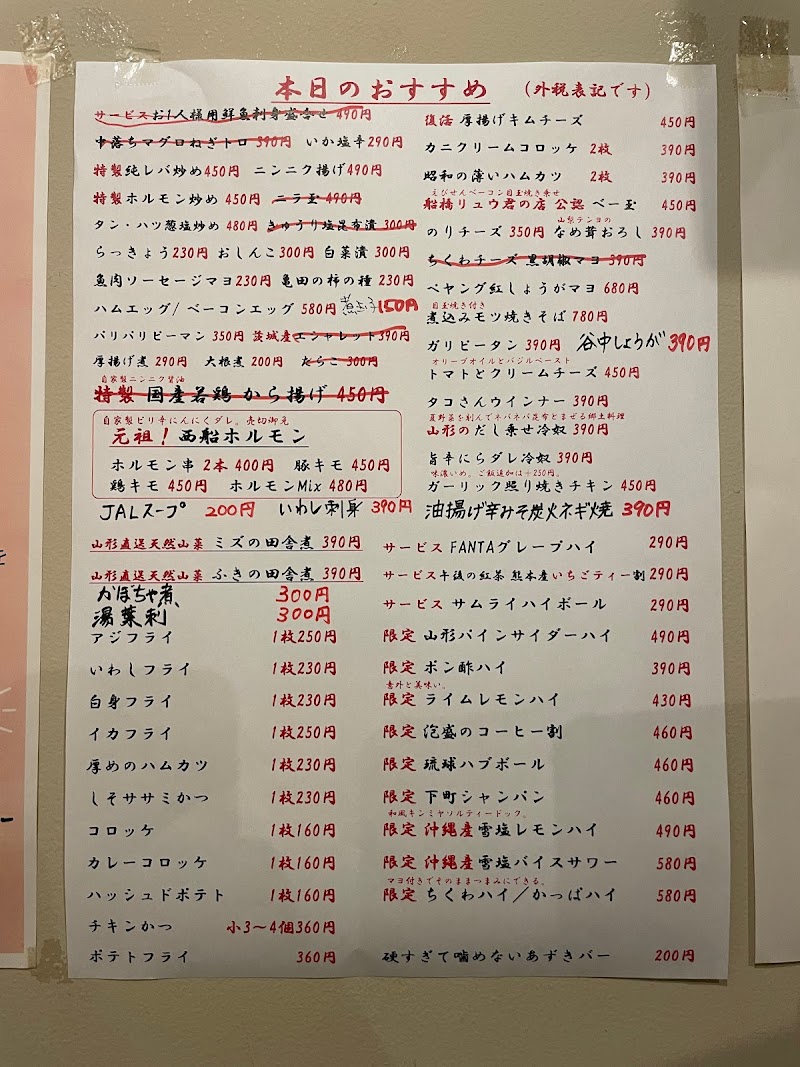 本日のおすすめ (外税表記です)
サービスお1人様用鮮魚刺身盛合せ 490円
中落ちマグロねぎトロ 390円 いか塩辛290円
特製純レバ炒め450円 ニンニク揚げ490円
特製ホルモン炒め 450円 ニラ玉 490円
タン・ハツ葱塩炒め 480円 きゅうり塩昆布漬 300円
らっきょう230円 おしんこ300円 白菜漬 300円
魚肉ソーセージマヨ230円 亀田の柿の種 230円
ハムエッグ/ベーコンエッグ 580円 煮玉子150円
パリパリピーマン 350円 茨城産エシャレット390円
厚揚げ煮 290円 大根煮 200円 たらこ 300円
自家製ニンニク醤油
特製 国産若鶏 から揚げ 450円
自家製ピリ辛にんにくダレ。売切御免
元祖!西船ホルモン
ホルモン串 2本 400円 豚キモ 450円
鶏キモ 450円 ホルモンMix 480円
JALスープ 200円 いわし刺身 390円
山形直送天然山菜 ミズの田舎煮 390円
山形直送天然山菜 ふきの田舎煮 390円
かぼちゃ煮 300円
湯葉刺 300円
アジフライ 1枚250円
いわしフライ 1枚230円
白身フライ 1枚230円
イカフライ 1枚250円
厚めのハムカツ 1枚230円
しそササミかつ 1枚230円
コロッケ 1枚160円
カレーコロッケ 1枚160円
ハッシュドポテト 1枚160円
チキンかつ 小3〜4個360円
ポテトフライ 360円
復活 厚揚げキムチーズ 450円
カニクリームコロッケ 2枚 390円
昭和の薄いハムカツ 2枚 390円
えびせんベーコン目玉焼き乗せ
船橋リュウ君の店 公認 ベー玉 450円
山梨テンヨの
のりチーズ 350円 なめ茸おろし 390円
ちくわチーズ 黒胡椒マヨ 390円
ペヤング紅しょうがマヨ 680円
目玉焼き付き
煮込みモツ焼きそば 780円
ガリピータン 390円 谷中しょうが 390円
オリーブオイルとバジルペースト
トマトとクリームチーズ 450円
タコさんウインナー 390円
夏野菜を刻んでネバネバ昆布とまぜる郷土料理
山形のだし乗せ冷奴 390円
旨辛にらダレ冷奴 390円
味濃いめ。ご飯追加は+250円。
ガーリック照り焼きチキン 450円
油揚げ辛みそ炭火ネギ焼 390円
サービス FANTAグレープハイ 290円
サービス午後の紅茶 熊本産いちごティー割 290円
サービス サムライハイボール 290円
限定 山形パインサイダーハイ 490円
限定 ポン酢ハイ 390円
意外と美味い。
限定 ライムレモンハイ 430円
限定 泡盛のコーヒー割 460円
限定 琉球ハブボール 460円
限定 下町シャンパン 460円
和風キンミヤソルティードック。
限定 沖縄産雪塩レモンハイ 490円
限定 沖縄産雪塩バイスサワー 580円
マヨ付きでそのままつまみにできる。
限定 ちくわハイ/かっぱハイ 580円
硬すぎて噛めないあずきバー 200円
を